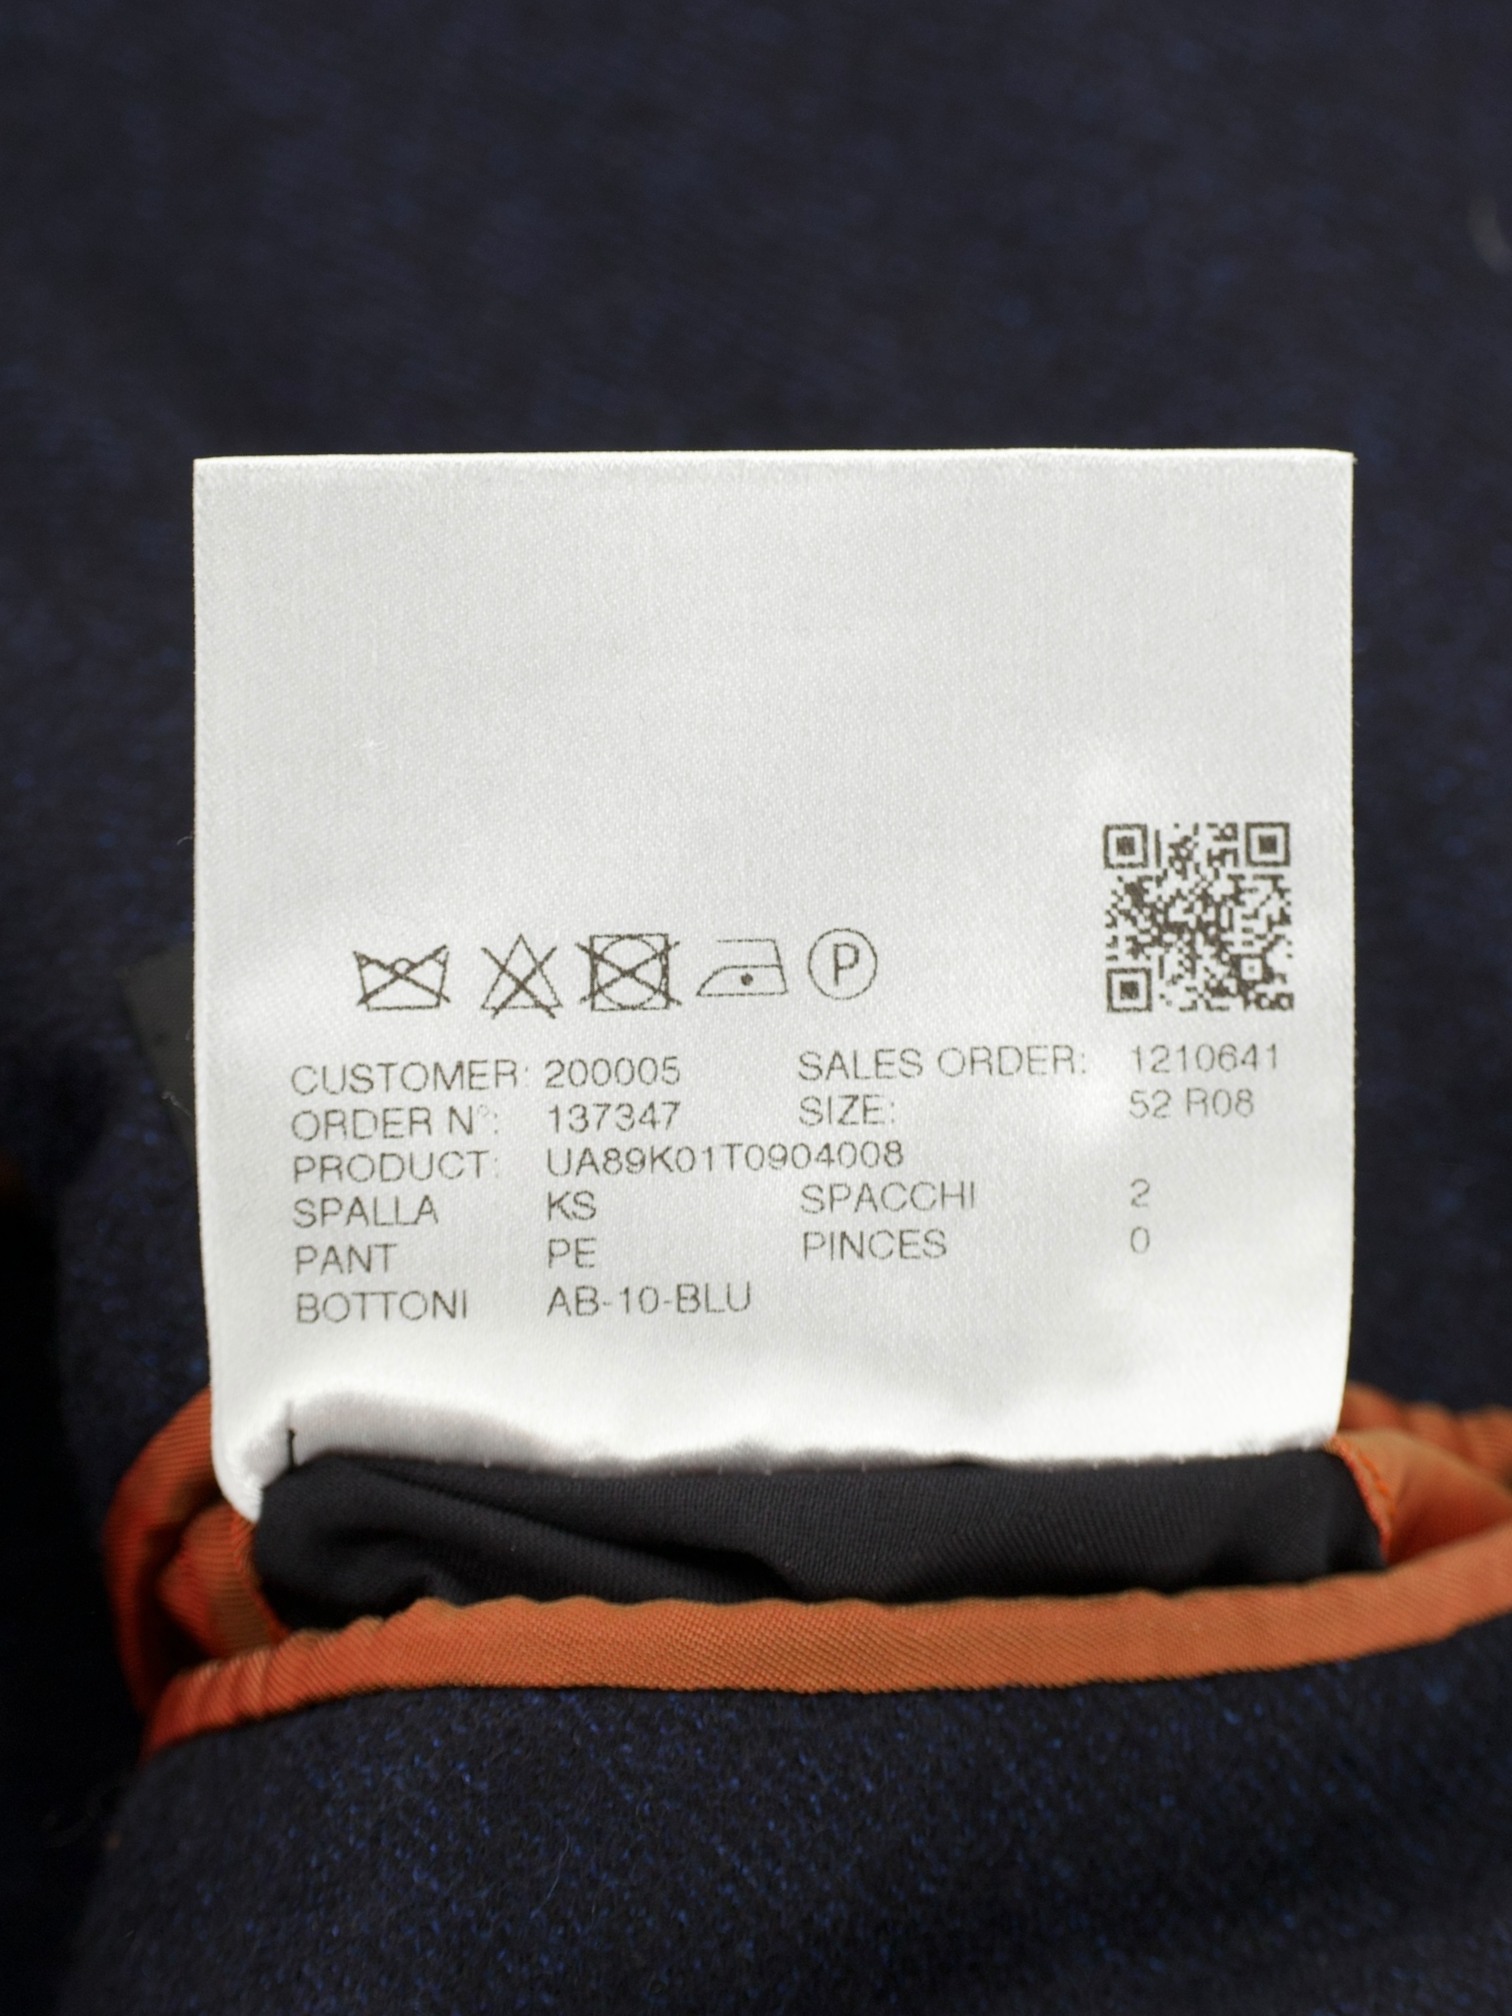 P
CUSTOMER: 200005 SALES ORDER: 1210641
ORDER N°: 137347 SIZE: 52 R08
PRODUCT: UA89K01T0904008
SPALLA KS SPACCHI 2
PANT PE PINCES 0
BOTTONI AB-10-BLU